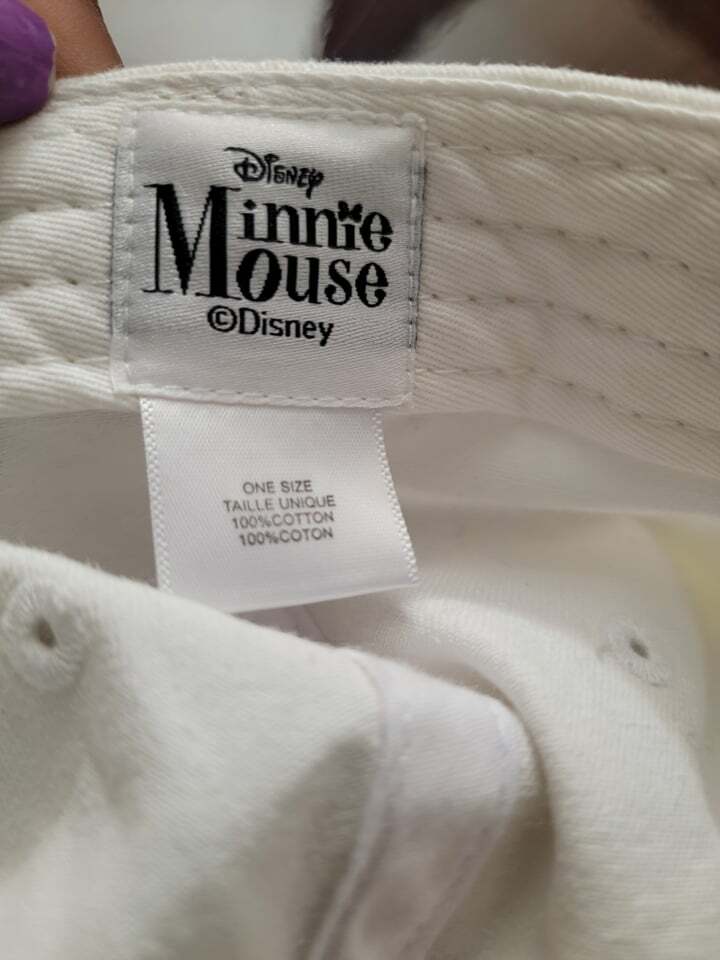 Disney
Minnie
Mouse
©Disney
ONE SIZE
TAILLE UNIQUE
100%COTTON
100%COTON